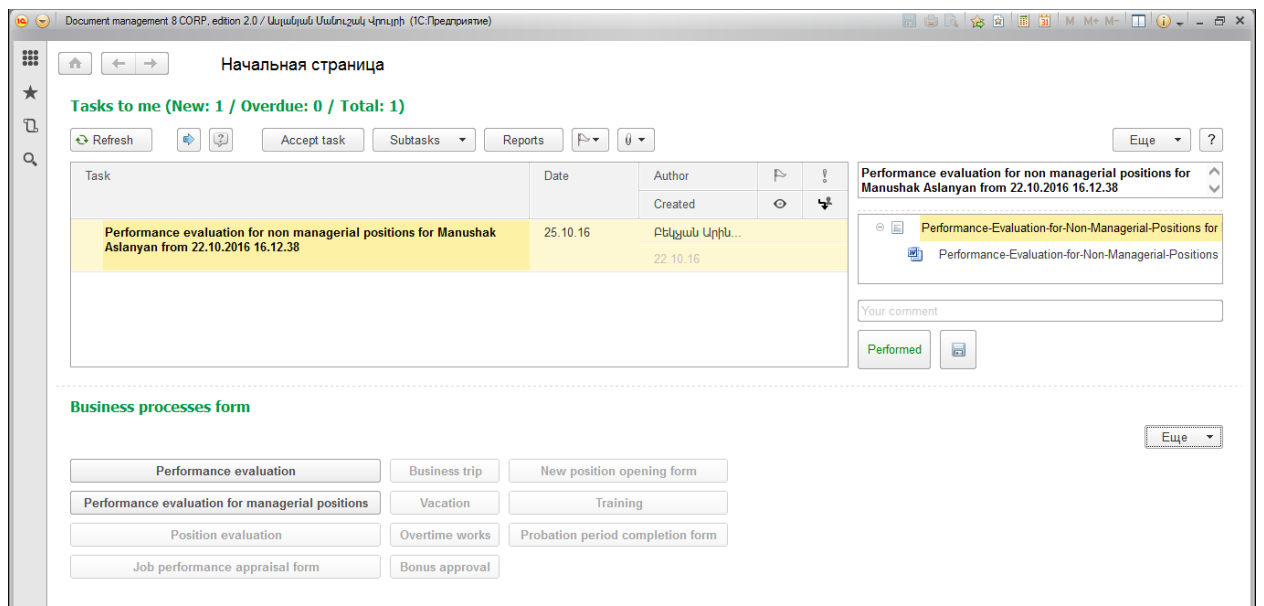 Document management 8 CORP, edition 2.0 / Ասլանյան Մանուշակ Վռույրի (1С:Предприятие)
M M+ M-
Начальная страница
Tasks to me (New: 1 / Overdue: 0 / Total: 1)
Refresh Accept task Subtasks Reports Еще ?
Task Date Author
Created
Performance evaluation for non managerial positions for Manushak
Aslanyan from 22.10.2016 16.12.38
25.10.16 Բեկյան Արին...
22.10.16
Performance evaluation for non managerial positions for
Manushak Aslanyan from 22.10.2016 16.12.38
Performance-Evaluation-for-Non-Managerial-Positions for
Performance-Evaluation-for-Non-Managerial-Positions
Your comment
Performed
Business processes form
Еще
Performance evaluation Business trip New position opening form
Performance evaluation for managerial positions Vacation Training
Position evaluation Overtime works Probation period completion form
Job performance appraisal form Bonus approval